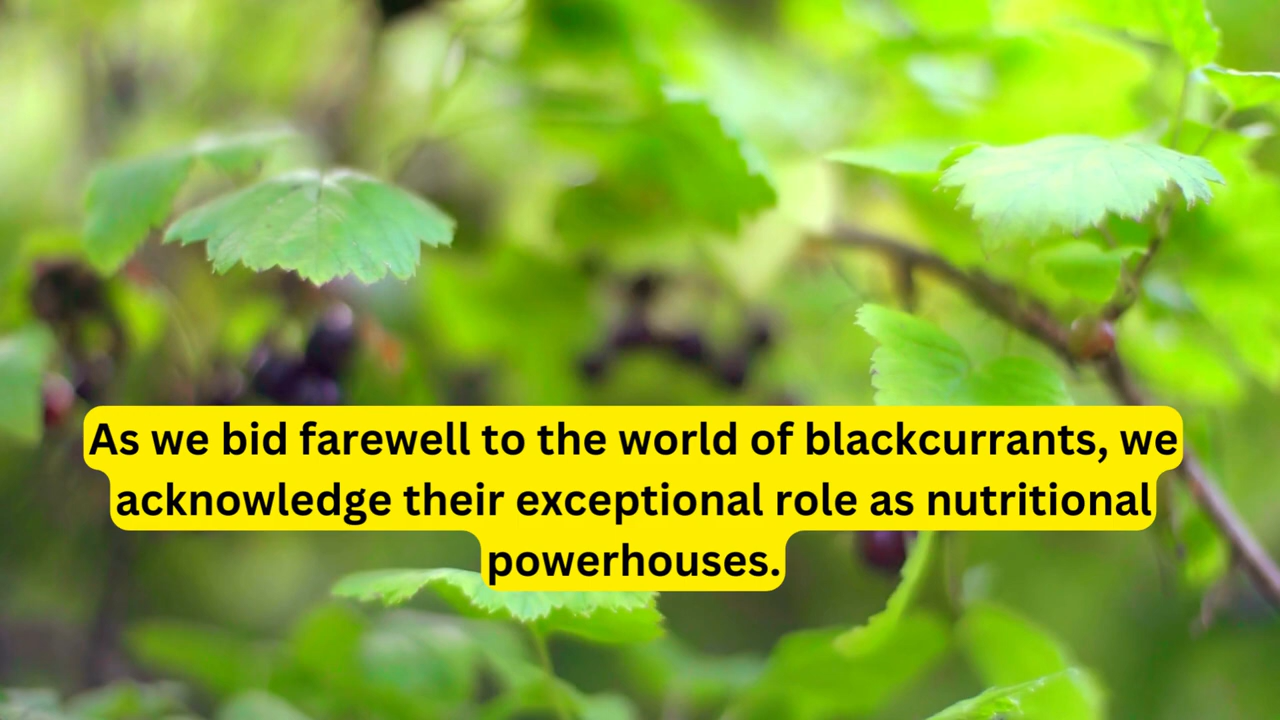 As we bid farewell to the world of blackcurrants, we
acknowledge their exceptional role as nutritional
powerhouses.